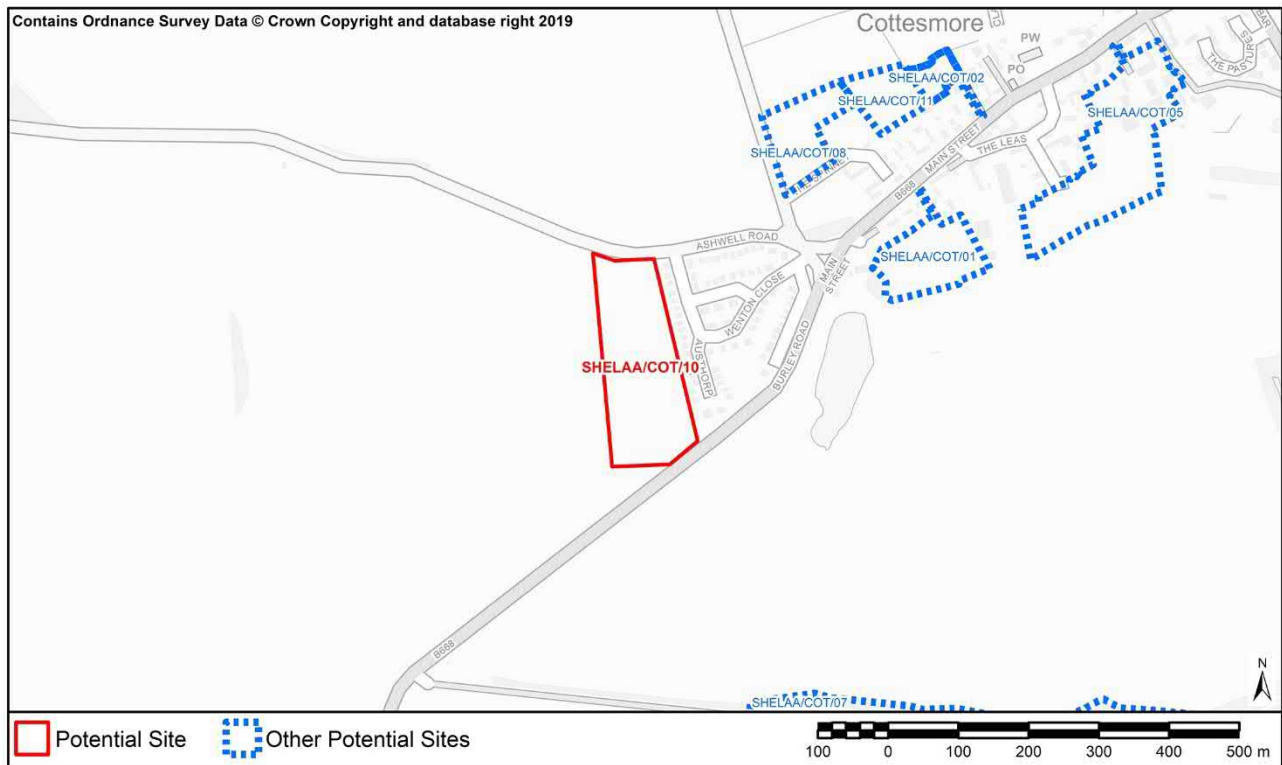 Contains Ordnance Survey Data © Crown Copyright and database right 2019
Cottesmore
PW
PO
THE PASTURES
BAR
SHELAA/COT/02
SHELAA/COT/11
SHELAA/COT/05
SHELAA/COT/08
MAIN STREET
THE LEAS
B668
ASHWELL ROAD
SHELAA/COT/01
MAIN
STREET
WENTON CLOSE
AUSTHORP
BURLEY ROAD
SHELAA/COT/10
B668
SHELAA/COT/07
N
Potential Site
Other Potential Sites
100 0 100 200 300 400 500 m